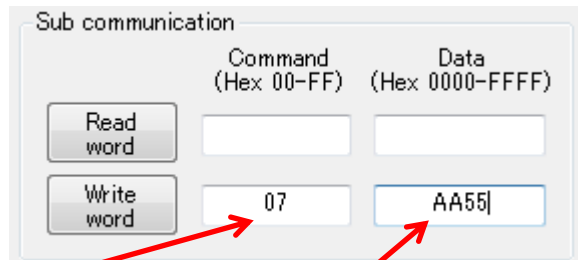 Sub communication
Command Data
(Hex 00-FF) (Hex 0000-FFFF)
Read
word
Write
word
07 AA55